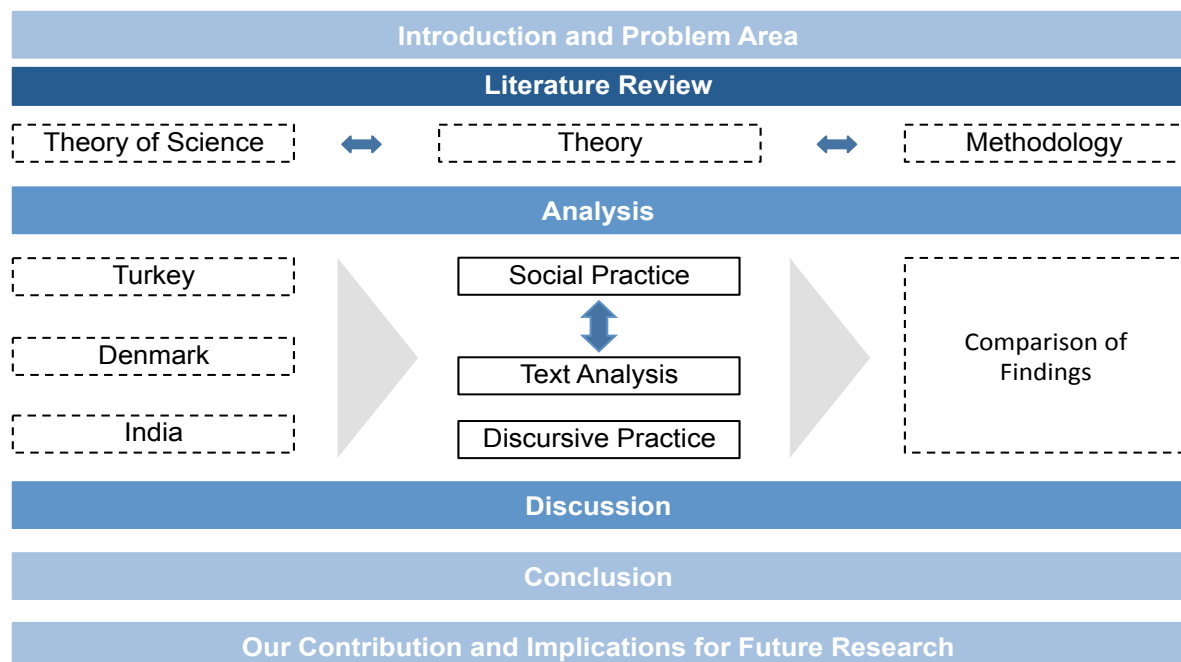 Introduction and Problem Area
Literature Review
Theory of Science
Theory
Methodology
Analysis
Turkey
Denmark
India
Social Practice
Text Analysis
Discursive Practice
Comparison of
Findings
Discussion
Conclusion
Our Contribution and Implications for Future Research